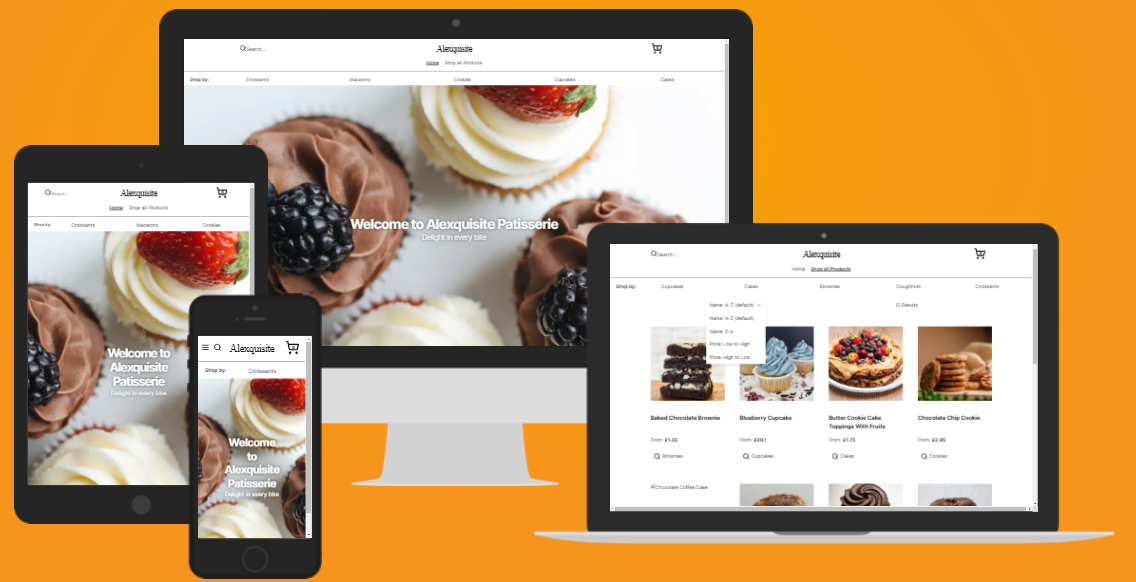 Search...
Alexquisite
Home Shop all Products
Shop by: Croissants Macarons Cookies Cupcakes Cakes
Welcome to Alexquisite Patisserie
Delight in every bite
Search...
Alexquisite
Home Shop all Products
Shop by: Croissants Macarons Cookies
Welcome to
Alexquisite
Patisserie
Delight in every bite
Alexquisite
Shop by: Croissants
Welcome
to
Alexquisite
Patisserie
Delight in every bite
Search...
Alexquisite
Home Shop all Products
Shop by: Cupcakes Cakes Brownies Doughnuts Croissants
Name: A-Z (default)
12 Results
Name: A-Z (default)
Name: Z-A
Price: Low to High
Price: High to Low
Baked Chocolate Brownie
From: £1.35
Brownies
Blueberry Cupcake
From: £20.1
Cupcakes
Butter Cookie Cake
Toppings With Fruits
From: £1.75
Cakes
Chocolate Chip Cookie
From: £2.85
Cookies
Chocolate Coffee Cake